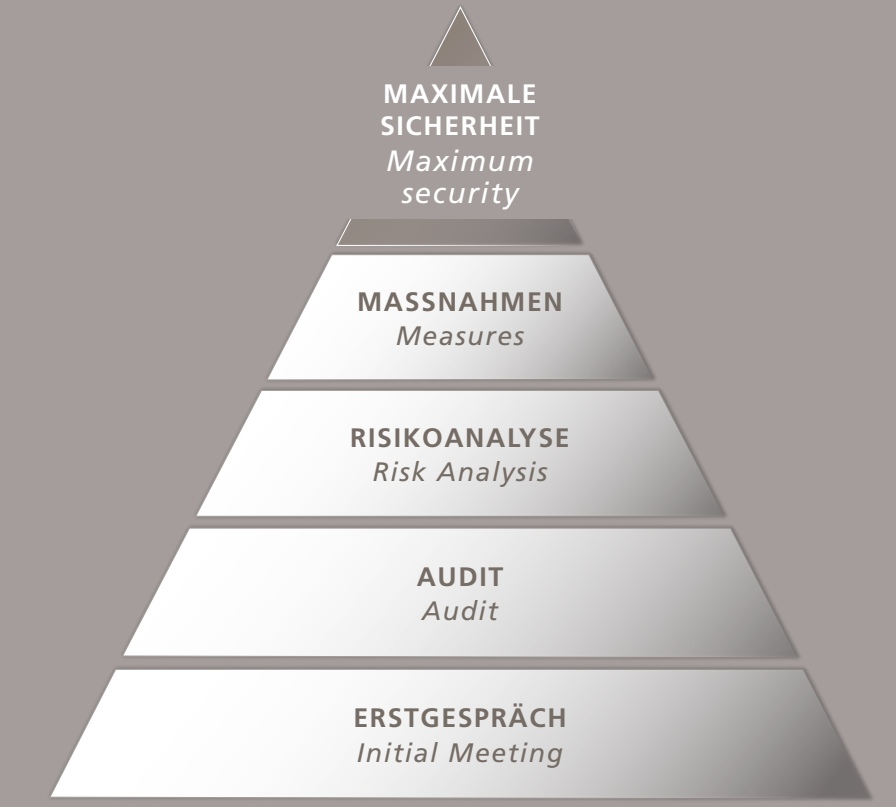 MAXIMALE
SICHERHEIT
Maximum
security
MASSNAHMEN
Measures
RISIKOANALYSE
Risk Analysis
AUDIT
Audit
ERSTGESPRÄCH
Initial Meeting